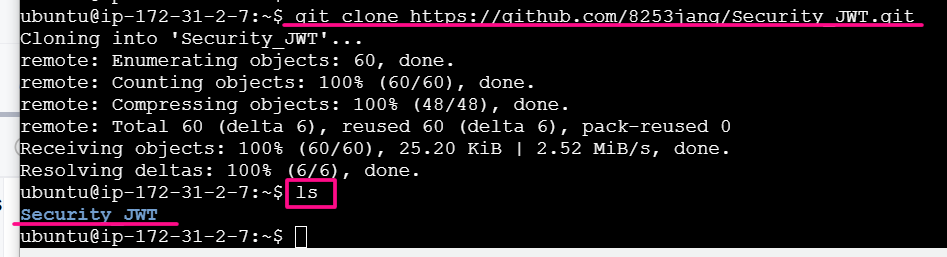 ubuntu@ip-172-31-2-7:~$ git clone https://github.com/8253jang/Security_JWT.git
Cloning into 'Security_JWT'...
remote: Enumerating objects: 60, done.
remote: Counting objects: 100% (60/60), done.
remote: Compressing objects: 100% (48/48), done.
remote: Total 60 (delta 6), reused 60 (delta 6), pack-reused 0
Receiving objects: 100% (60/60), 25.20 KiB | 2.52 MiB/s, done.
Resolving deltas: 100% (6/6), done.
ubuntu@ip-172-31-2-7:~$ ls
Security_JWT
ubuntu@ip-172-31-2-7:~$